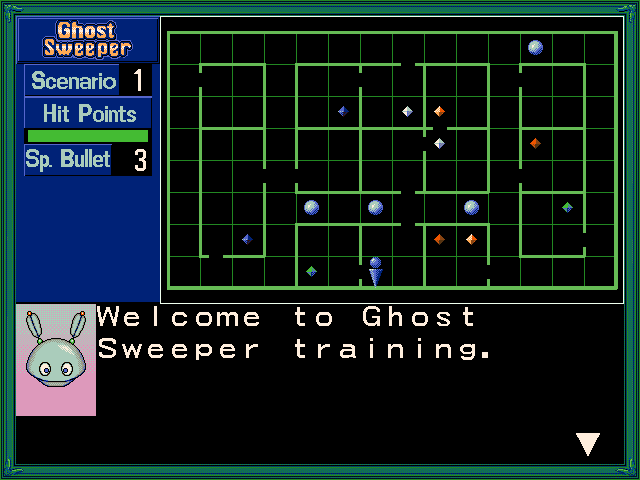 Ghost
Sweeper
Scenario 1
Hit Points
Sp. Bullet 3
Welcome to Ghost
Sweeper training.